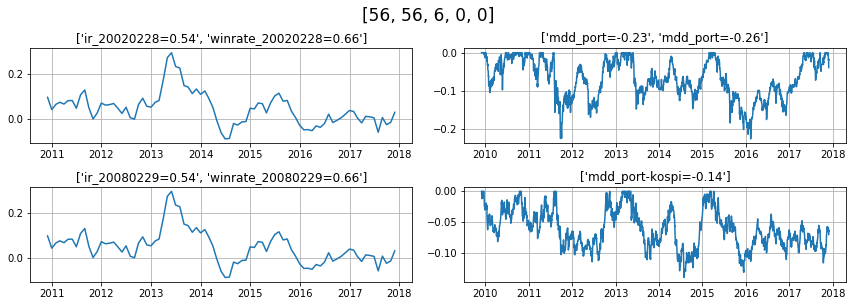 [56, 56, 6, 0, 0]
['ir_20020228=0.54', 'winrate_20020228=0.66']
0.2
0.0
2011 2012 2013 2014 2015 2016 2017 2018
['mdd_port=-0.23', 'mdd_port=-0.26']
0.0
−0.1
−0.2
2010 2011 2012 2013 2014 2015 2016 2017 2018
['ir_20080229=0.54', 'winrate_20080229=0.66']
0.2
0.0
2011 2012 2013 2014 2015 2016 2017 2018
['mdd_port-kospi=-0.14']
0.00
−0.05
−0.10
2010 2011 2012 2013 2014 2015 2016 2017 2018